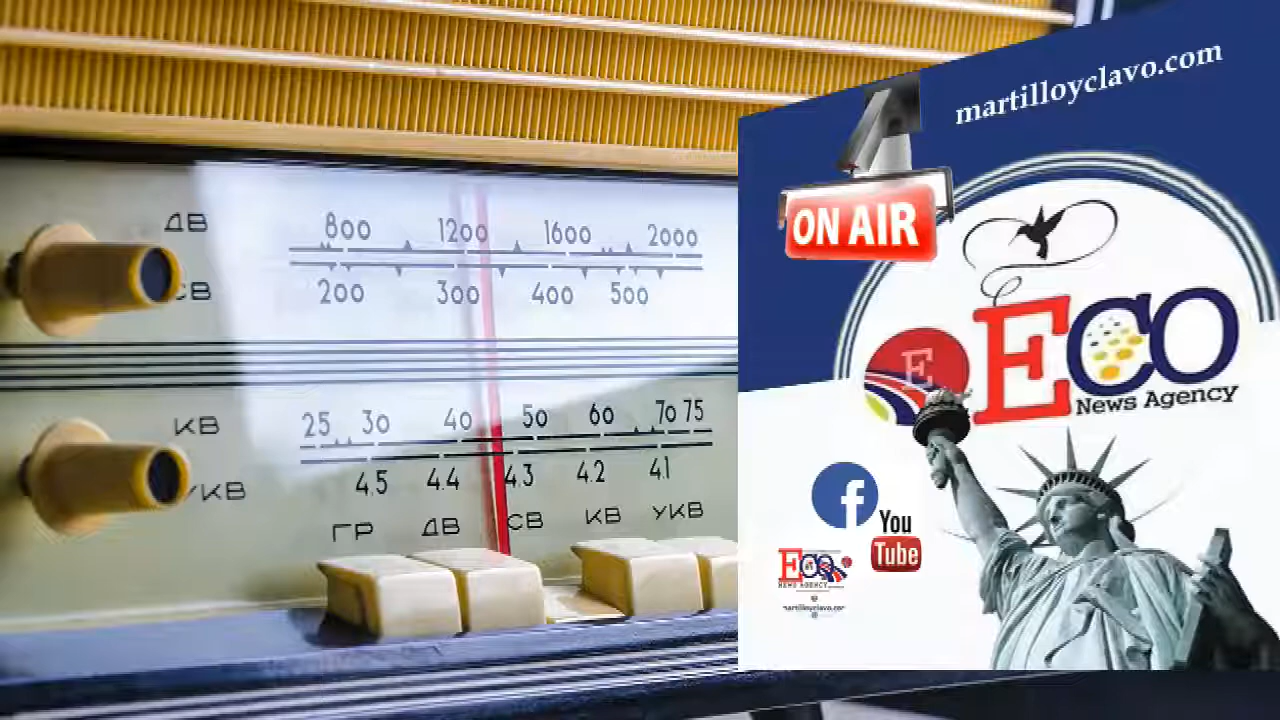 martilloyclavo.com
ON AIR
ДВ
800 1200 1600 2000
СВ
200 300 400 500
E
ECO
News Agency
КВ
25 30 40 50 60 70 75
УКВ
4.5 4.4 4.3 4.2 4.1
ГР ДВ СВ КВ УКВ
f
You
Tube
ECO
NEWS AGENCY